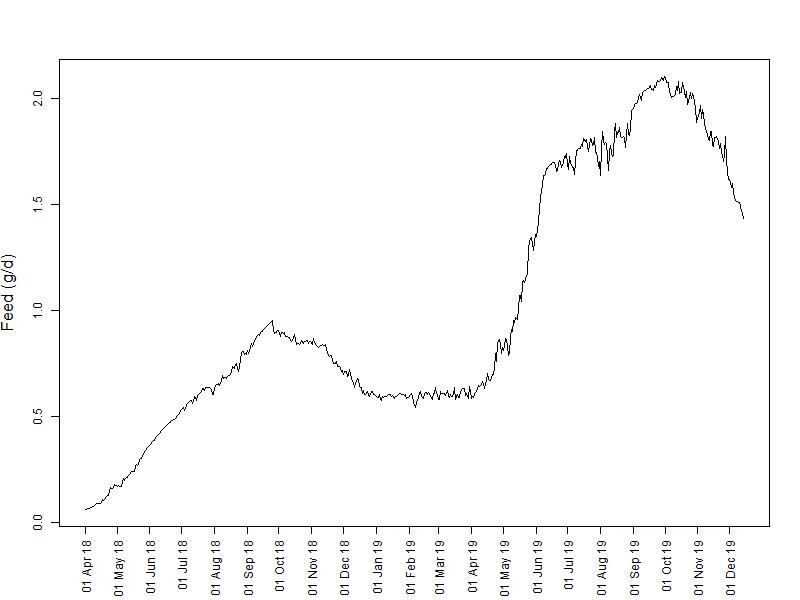 Feed (g/d)
2.0
1.5
1.0
0.5
0.0
01 Apr 18
01 May 18
01 Jun 18
01 Jul 18
01 Aug 18
01 Sep 18
01 Oct 18
01 Nov 18
01 Dec 18
01 Jan 19
01 Feb 19
01 Mar 19
01 Apr 19
01 May 19
01 Jun 19
01 Jul 19
01 Aug 19
01 Sep 19
01 Oct 19
01 Nov 19
01 Dec 19